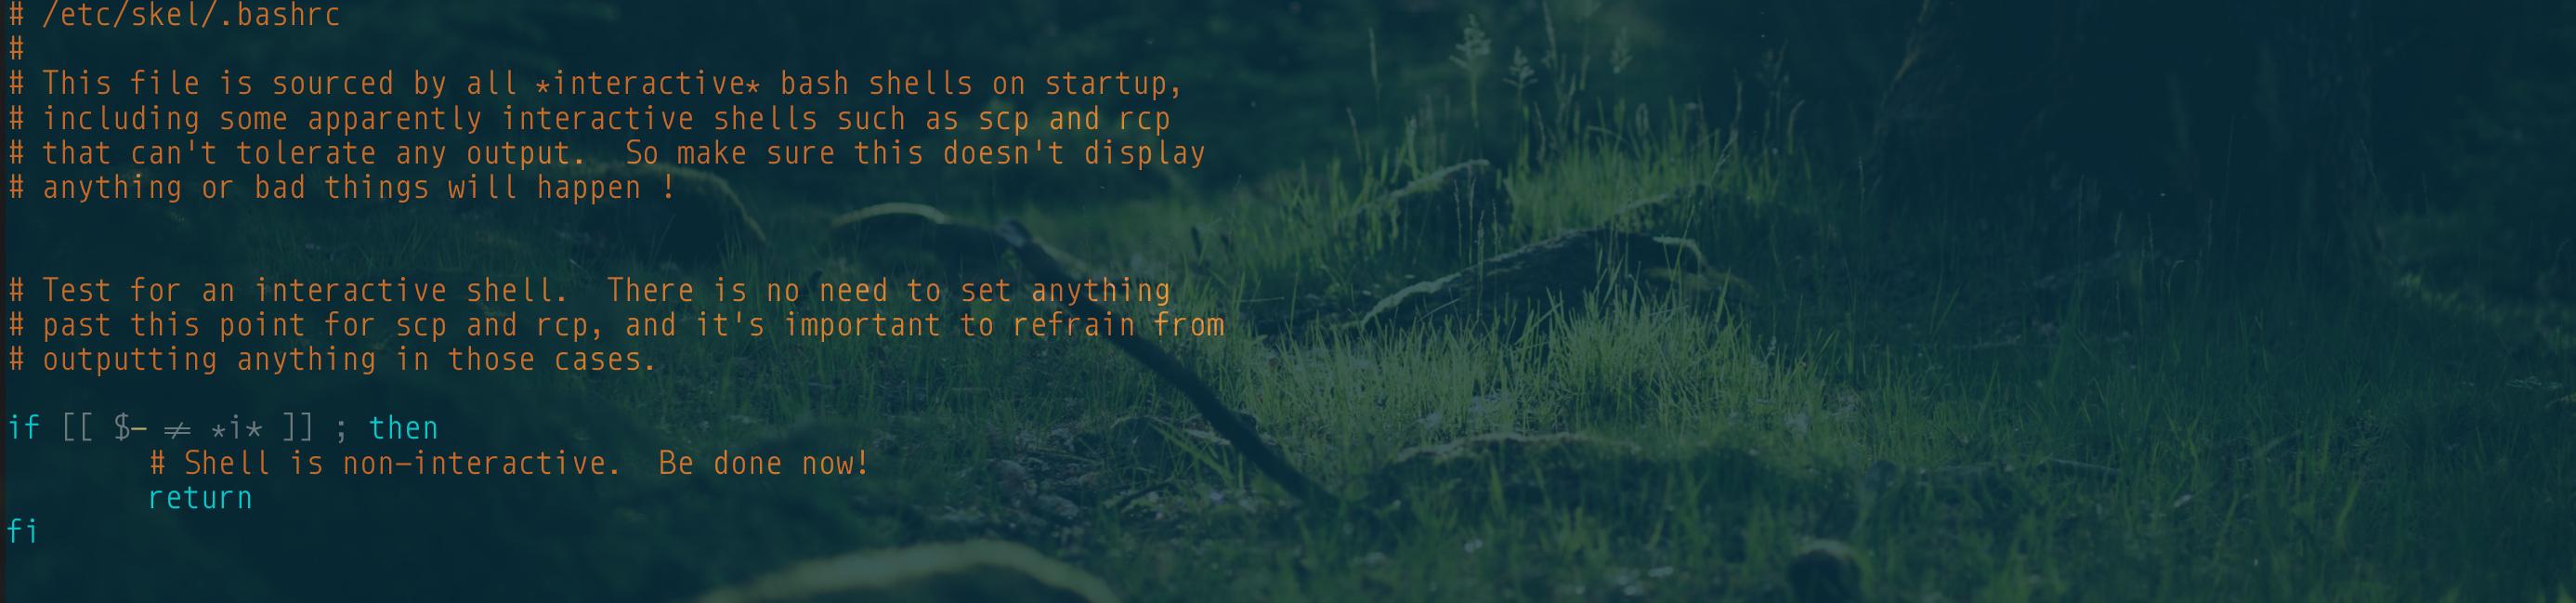 # /etc/skel/.bashrc
#
# This file is sourced by all *interactive* bash shells on startup,
# including some apparently interactive shells such as scp and rcp
# that can't tolerate any output.  So make sure this doesn't display
# anything or bad things will happen !
# Test for an interactive shell.  There is no need to set anything
# past this point for scp and rcp, and it's important to refrain from
# outputting anything in those cases.
if [[ $- != *i* ]] ; then
        # Shell is non-interactive.  Be done now!
        return
fi